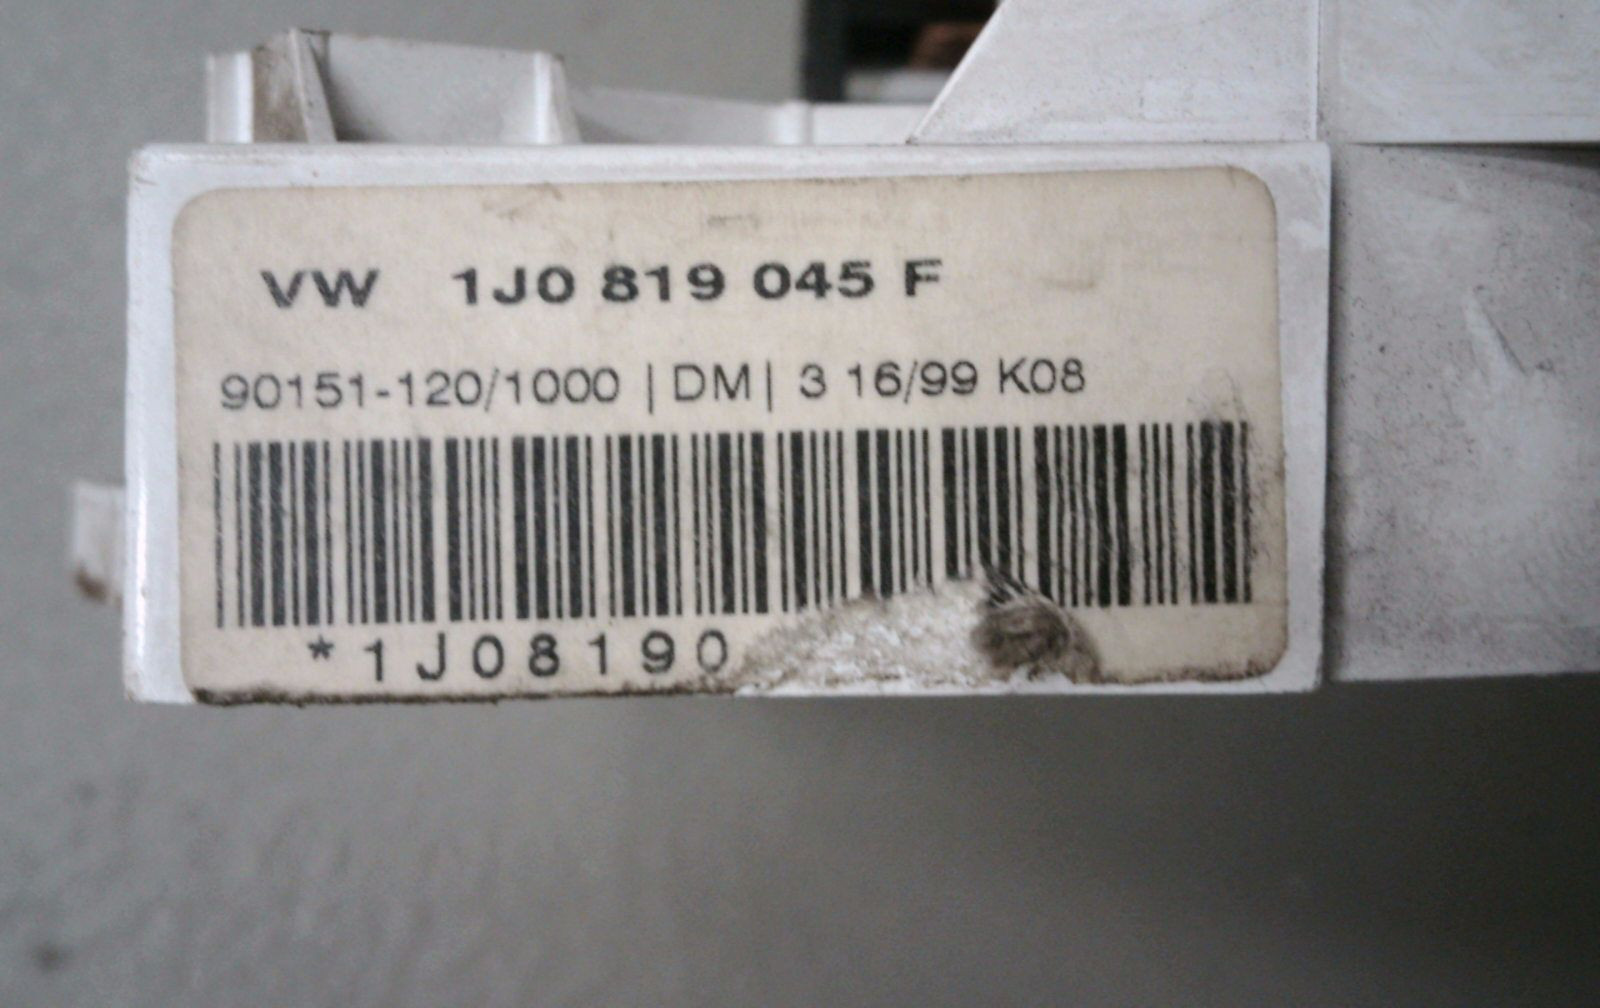 VW 1J0 819 045 F
90151-120/1000 | DM | 3 16/99 K08
*1J08190